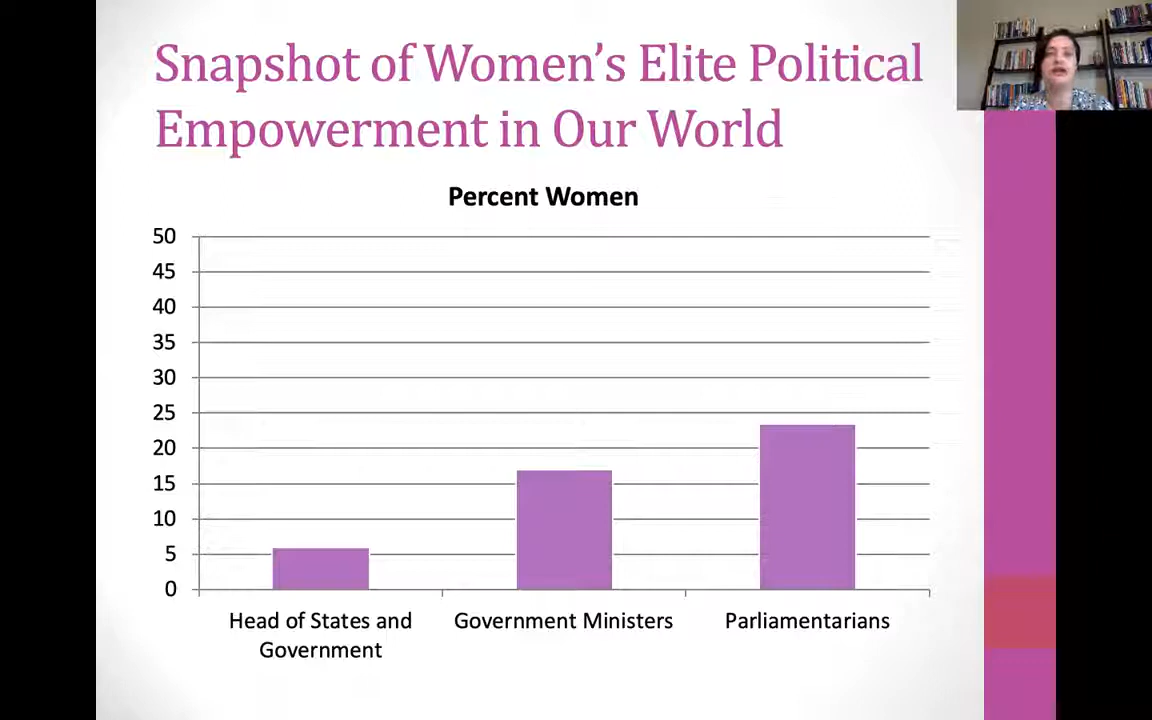 Snapshot of Women’s Elite Political
Empowerment in Our World
Percent Women
50
45
40
35
30
25
20
15
10
5
0
Head of States and
Government
Government Ministers
Parliamentarians